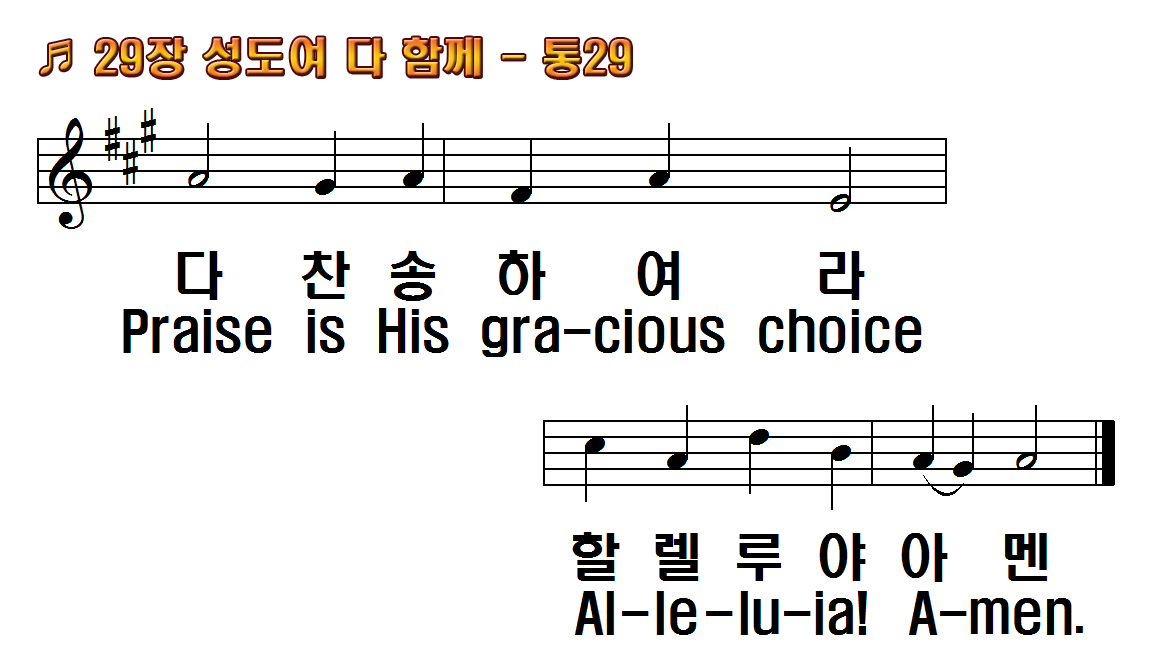 29장 성도여 다 함께 - 통29
다 찬 송 하 여 라
Praise is His gra-cious choice
할 렐 루 야 아 멘
Al-le-lu-ia! A-men.